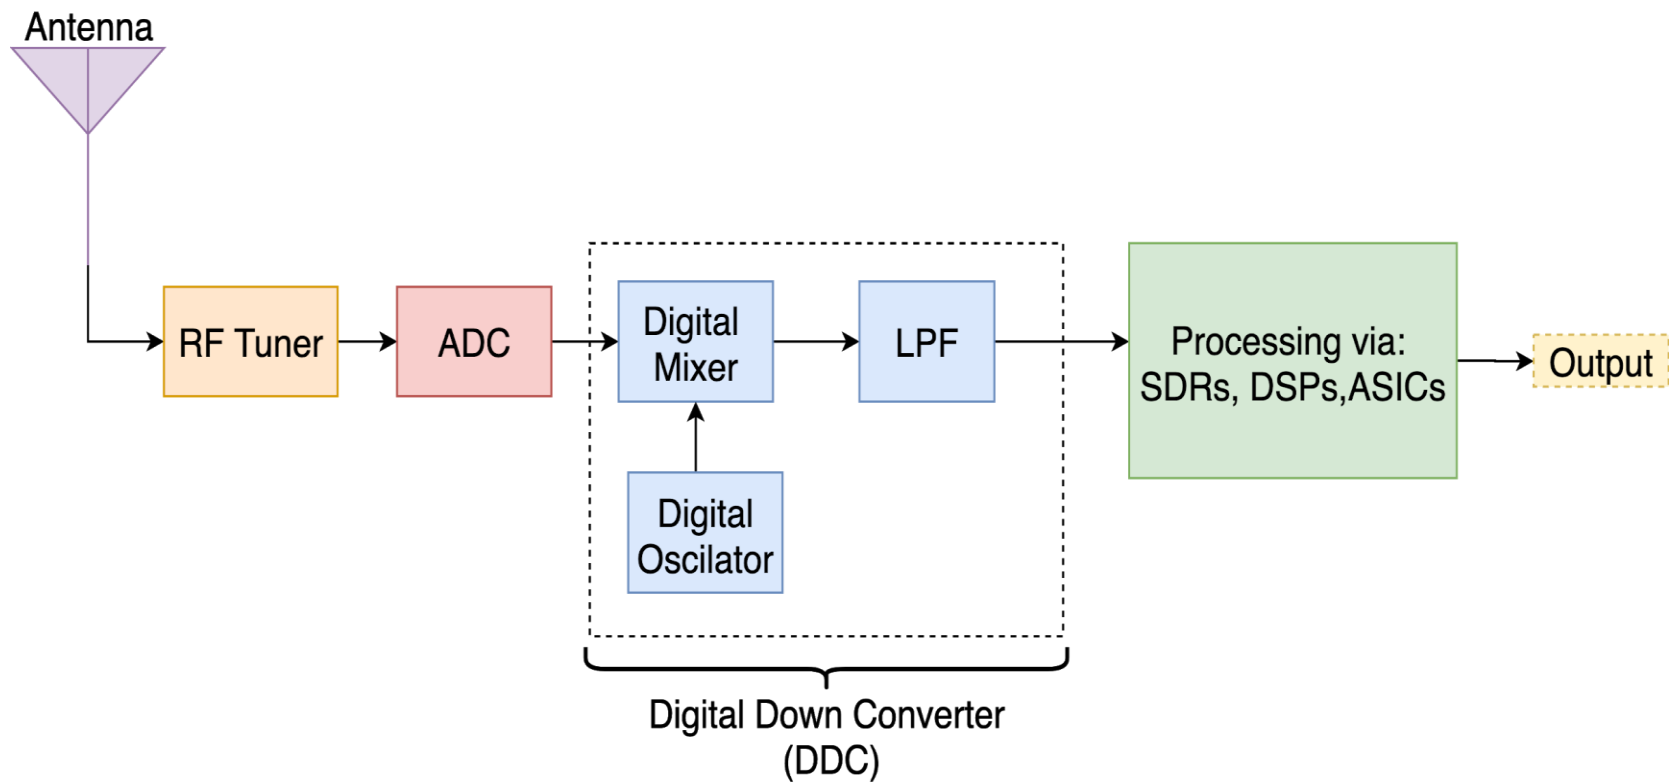 Antenna
RF Tuner
ADC
Digital
Mixer
LPF
Processing via:
SDRs, DSPs,ASICs
Output
Digital
Oscilator
Digital Down Converter
(DDC)